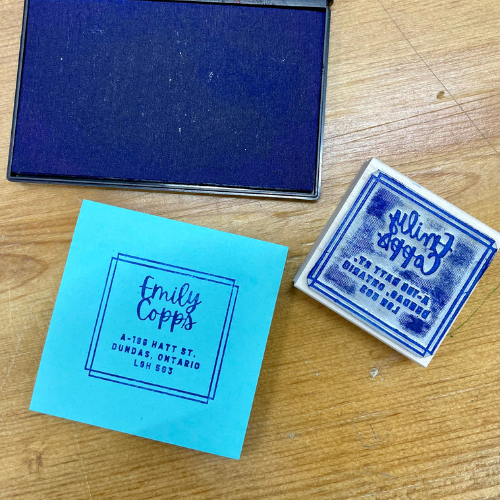 Emily
Copps
A-196 HATT ST.
DUNDAS, ONTARIO
L9H 5G3